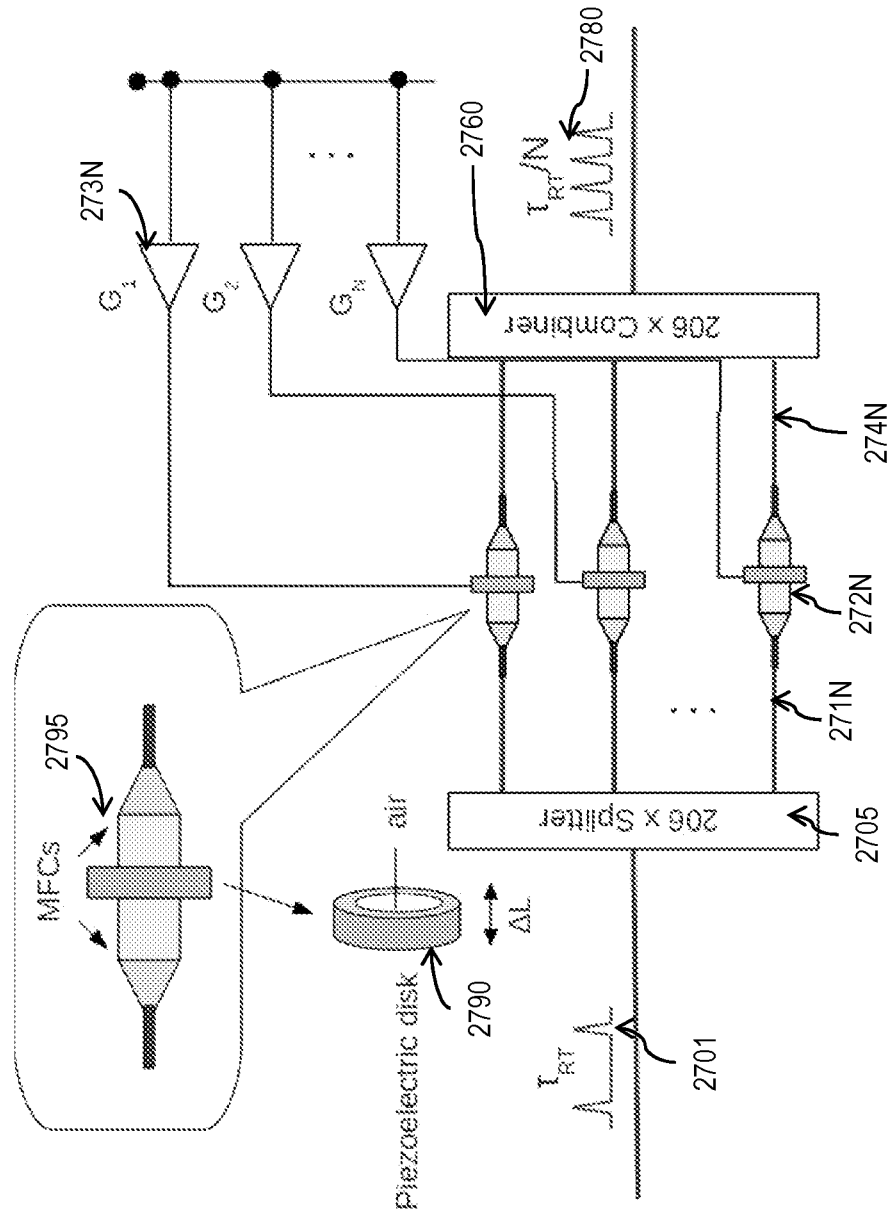 MFCs
2795
Piezoelectric disk
air
2790
ΔL
G1
273N
G2
GN
. . .
τRT
2701
206 x Splitter
2705
. . .
271N
272N
274N
206 x Combiner
2760
τRT/N
2780